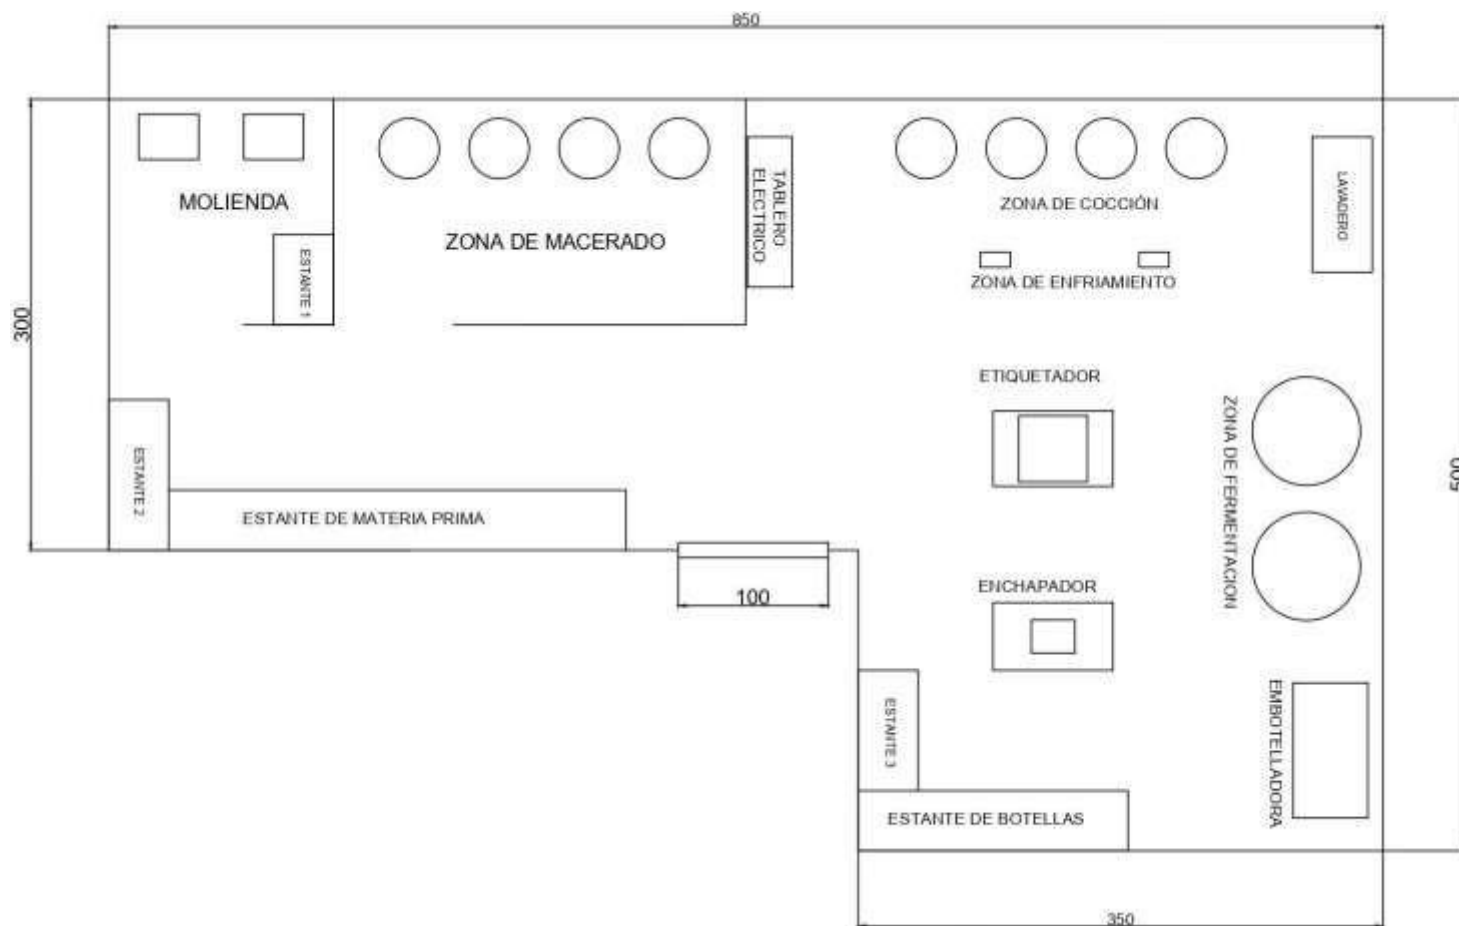 850
MOLIENDA
ZONA DE MACERADO
TABLERO
ELECTRICO
ZONA DE COCCIÓN
LAVADERO
ESTANTE 1
ZONA DE ENFRIAMIENTO
300
ETIQUETADOR
ZONA DE FERMENTACION
500
ESTANTE 2
ESTANTE DE MATERIA PRIMA
100
ENCHAPADOR
ESTANTE 3
EMBOTELLADORA
ESTANTE DE BOTELLAS
350